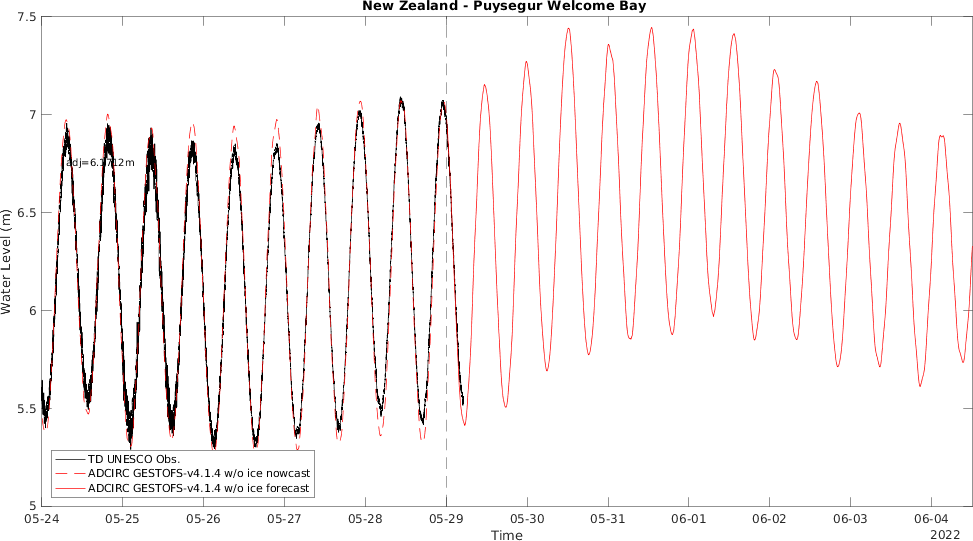 New Zealand - Puysegur Welcome Bay
7.5
7
6.5
6
5.5
5
Water Level (m)
adj=6.1712m
TD UNESCO Obs.
ADCIRC GESTOFS-v4.1.4 w/o ice nowcast
ADCIRC GESTOFS-v4.1.4 w/o ice forecast
05-24 05-25 05-26 05-27 05-28 05-29 05-30 05-31 06-01 06-02 06-03 06-04
Time
2022